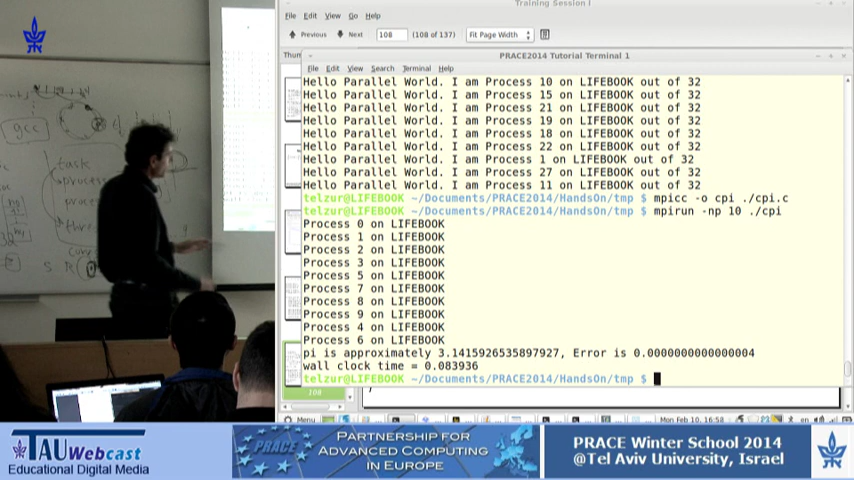 Training Session I
File Edit View Go Help
Previous Next 108 (108 of 137) Fit Page Width
Thum
PRACE2014 Tutorial Terminal 1
File Edit View Search Terminal Help
Hello Parallel World. I am Process 10 on LIFEBOOK out of 32
Hello Parallel World. I am Process 15 on LIFEBOOK out of 32
Hello Parallel World. I am Process 21 on LIFEBOOK out of 32
Hello Parallel World. I am Process 19 on LIFEBOOK out of 32
Hello Parallel World. I am Process 18 on LIFEBOOK out of 32
Hello Parallel World. I am Process 22 on LIFEBOOK out of 32
Hello Parallel World. I am Process 1 on LIFEBOOK out of 32
Hello Parallel World. I am Process 27 on LIFEBOOK out of 32
Hello Parallel World. I am Process 11 on LIFEBOOK out of 32
telzur@LIFEBOOK ~/Documents/PRACE2014/HandsOn/tmp $ mpicc -o cpi ./cpi.c
telzur@LIFEBOOK ~/Documents/PRACE2014/HandsOn/tmp $ mpirun -np 10 ./cpi
Process 0 on LIFEBOOK
Process 1 on LIFEBOOK
Process 2 on LIFEBOOK
Process 3 on LIFEBOOK
Process 5 on LIFEBOOK
Process 7 on LIFEBOOK
Process 8 on LIFEBOOK
Process 9 on LIFEBOOK
Process 4 on LIFEBOOK
Process 6 on LIFEBOOK
pi is approximately 3.1415926535897927, Error is 0.0000000000000004
wall clock time = 0.083936
telzur@LIFEBOOK ~/Documents/PRACE2014/HandsOn/tmp $
108
Menu
Mon Feb 10, 16:58
en
gcc
task
process
TAU Webcast
Educational Digital Media
PRACE
PARTNERSHIP FOR
ADVANCED COMPUTING
IN EUROPE
PRACE Winter School 2014
@Tel Aviv University, Israel